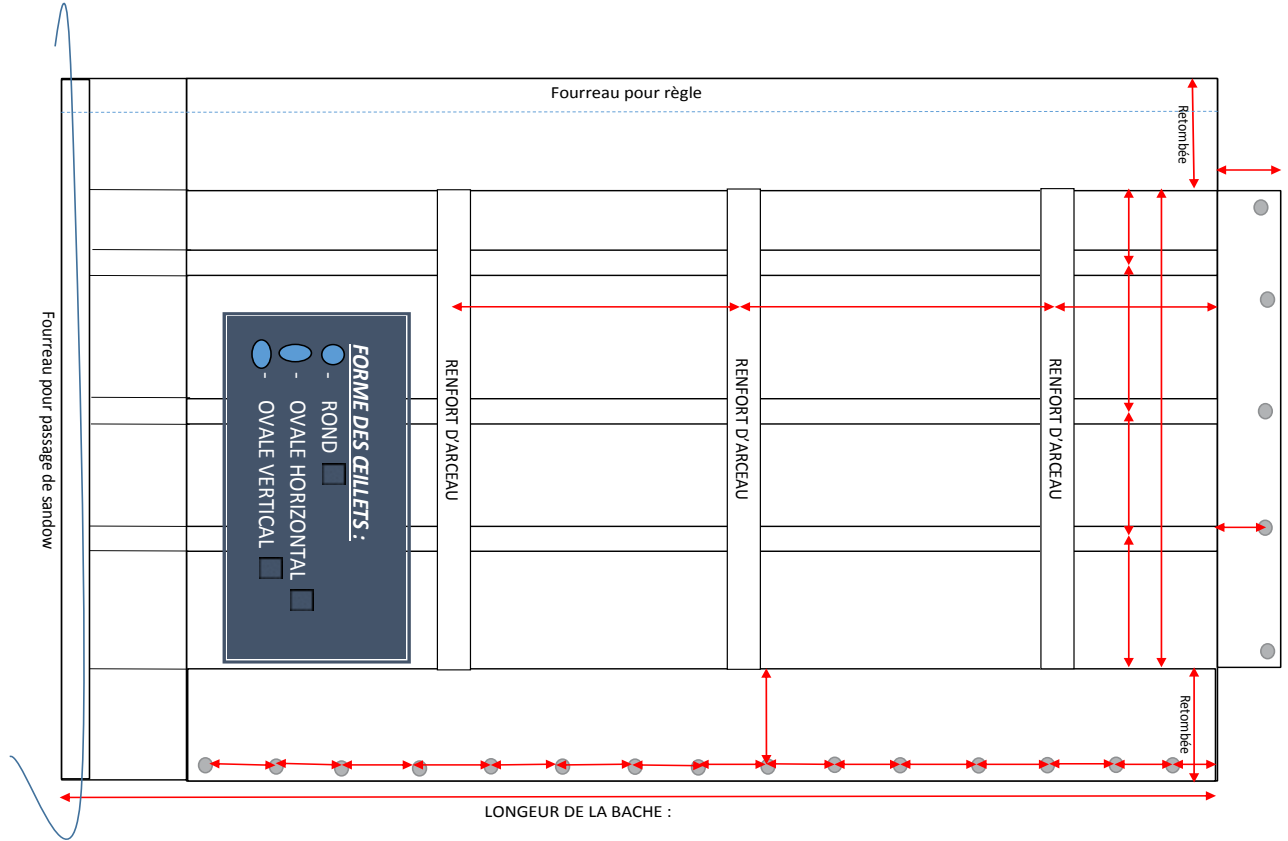 Fourreau pour règle
Retombée
Fourreau pour passage de sandow
RENFORT D'ARCEAU
RENFORT D'ARCEAU
RENFORT D'ARCEAU
FORME DES ŒILLETS :
- ROND
- OVALE HORIZONTAL
- OVALE VERTICAL
Retombée
LONGEUR DE LA BACHE :